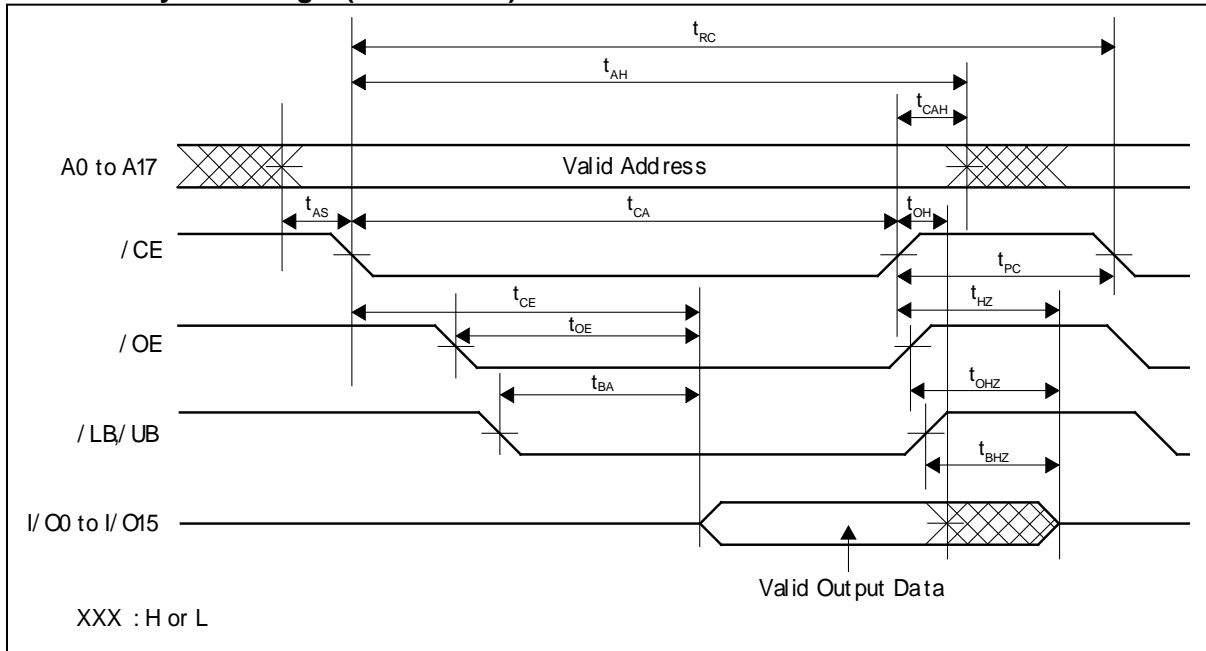 tRC
tAH
tCAH
A0 to A17
Valid Address
tAS
tCA
tOH
/CE
tPC
tCE
tHZ
tOE
/OE
tBA
tOHZ
/LB,/UB
tBHZ
I/O0 to I/O15
Valid Output Data
XXX : H or L